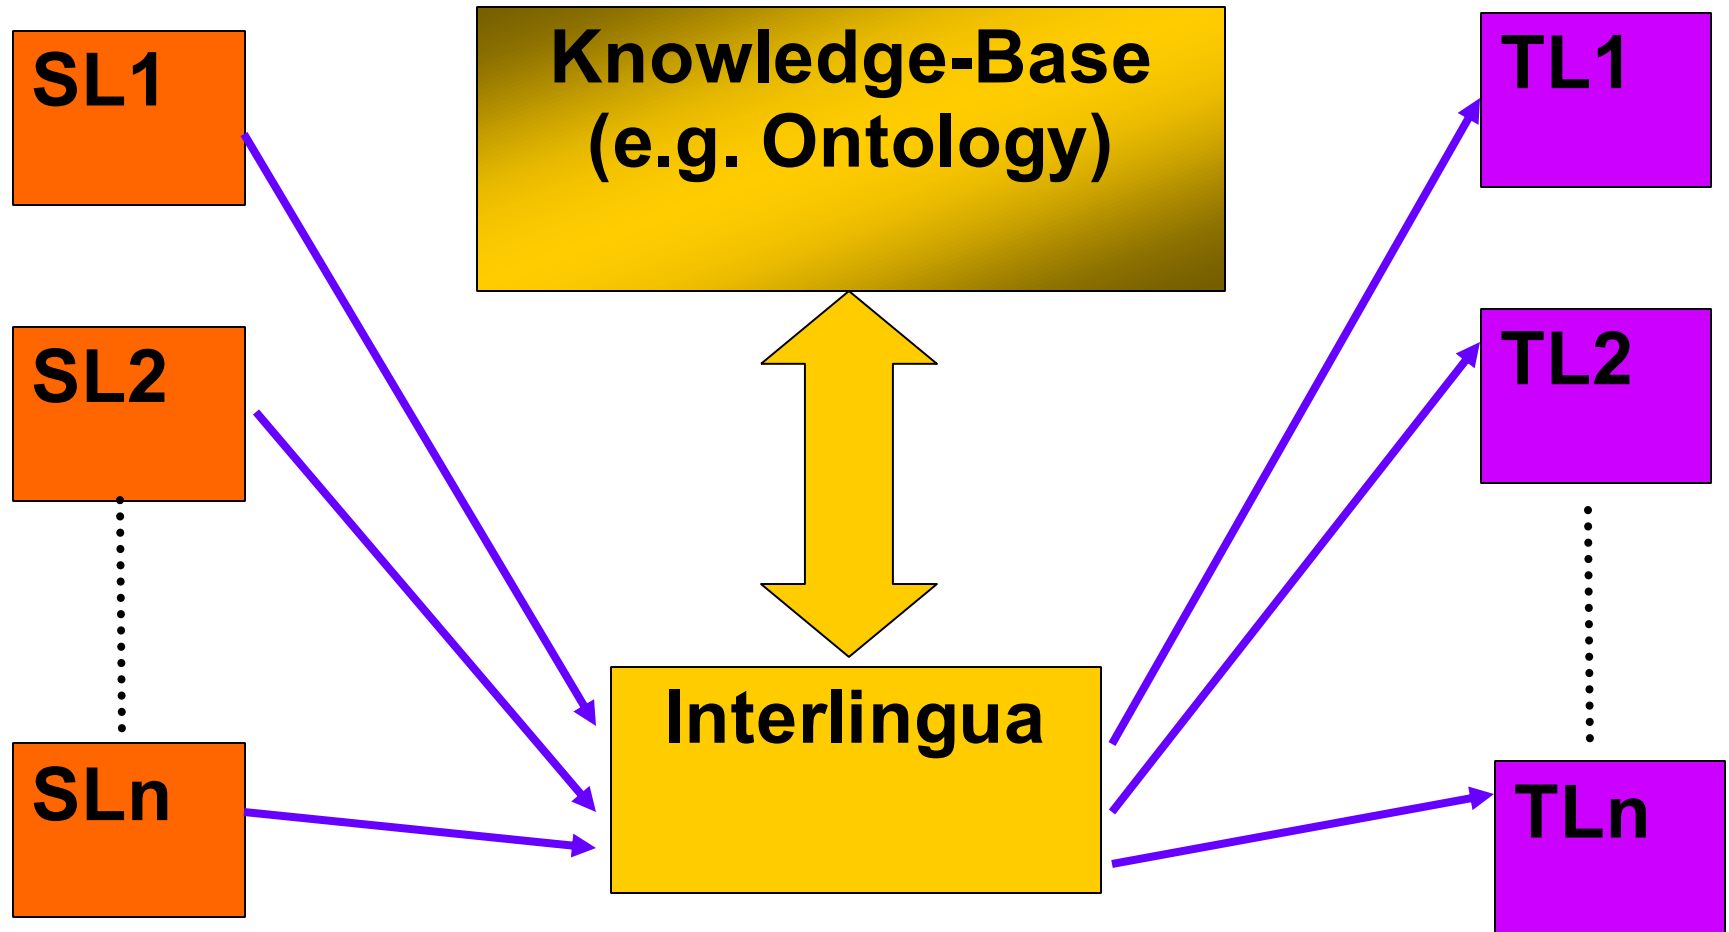 SL1
Knowledge-Base
(e.g. Ontology)
TL1
SL2
TL2
Interlingua
SLn
TLn